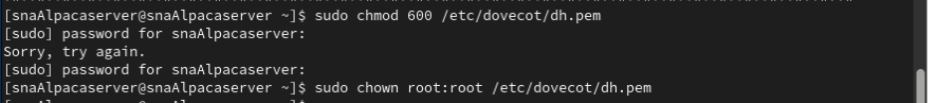 [snaAlpacaserver@snaAlpacaserver ~]$ sudo chmod 600 /etc/dovecot/dh.pem
[sudo] password for snaAlpacaserver:
Sorry, try again.
[sudo] password for snaAlpacaserver:
[snaAlpacaserver@snaAlpacaserver ~]$ sudo chown root:root /etc/dovecot/dh.pem